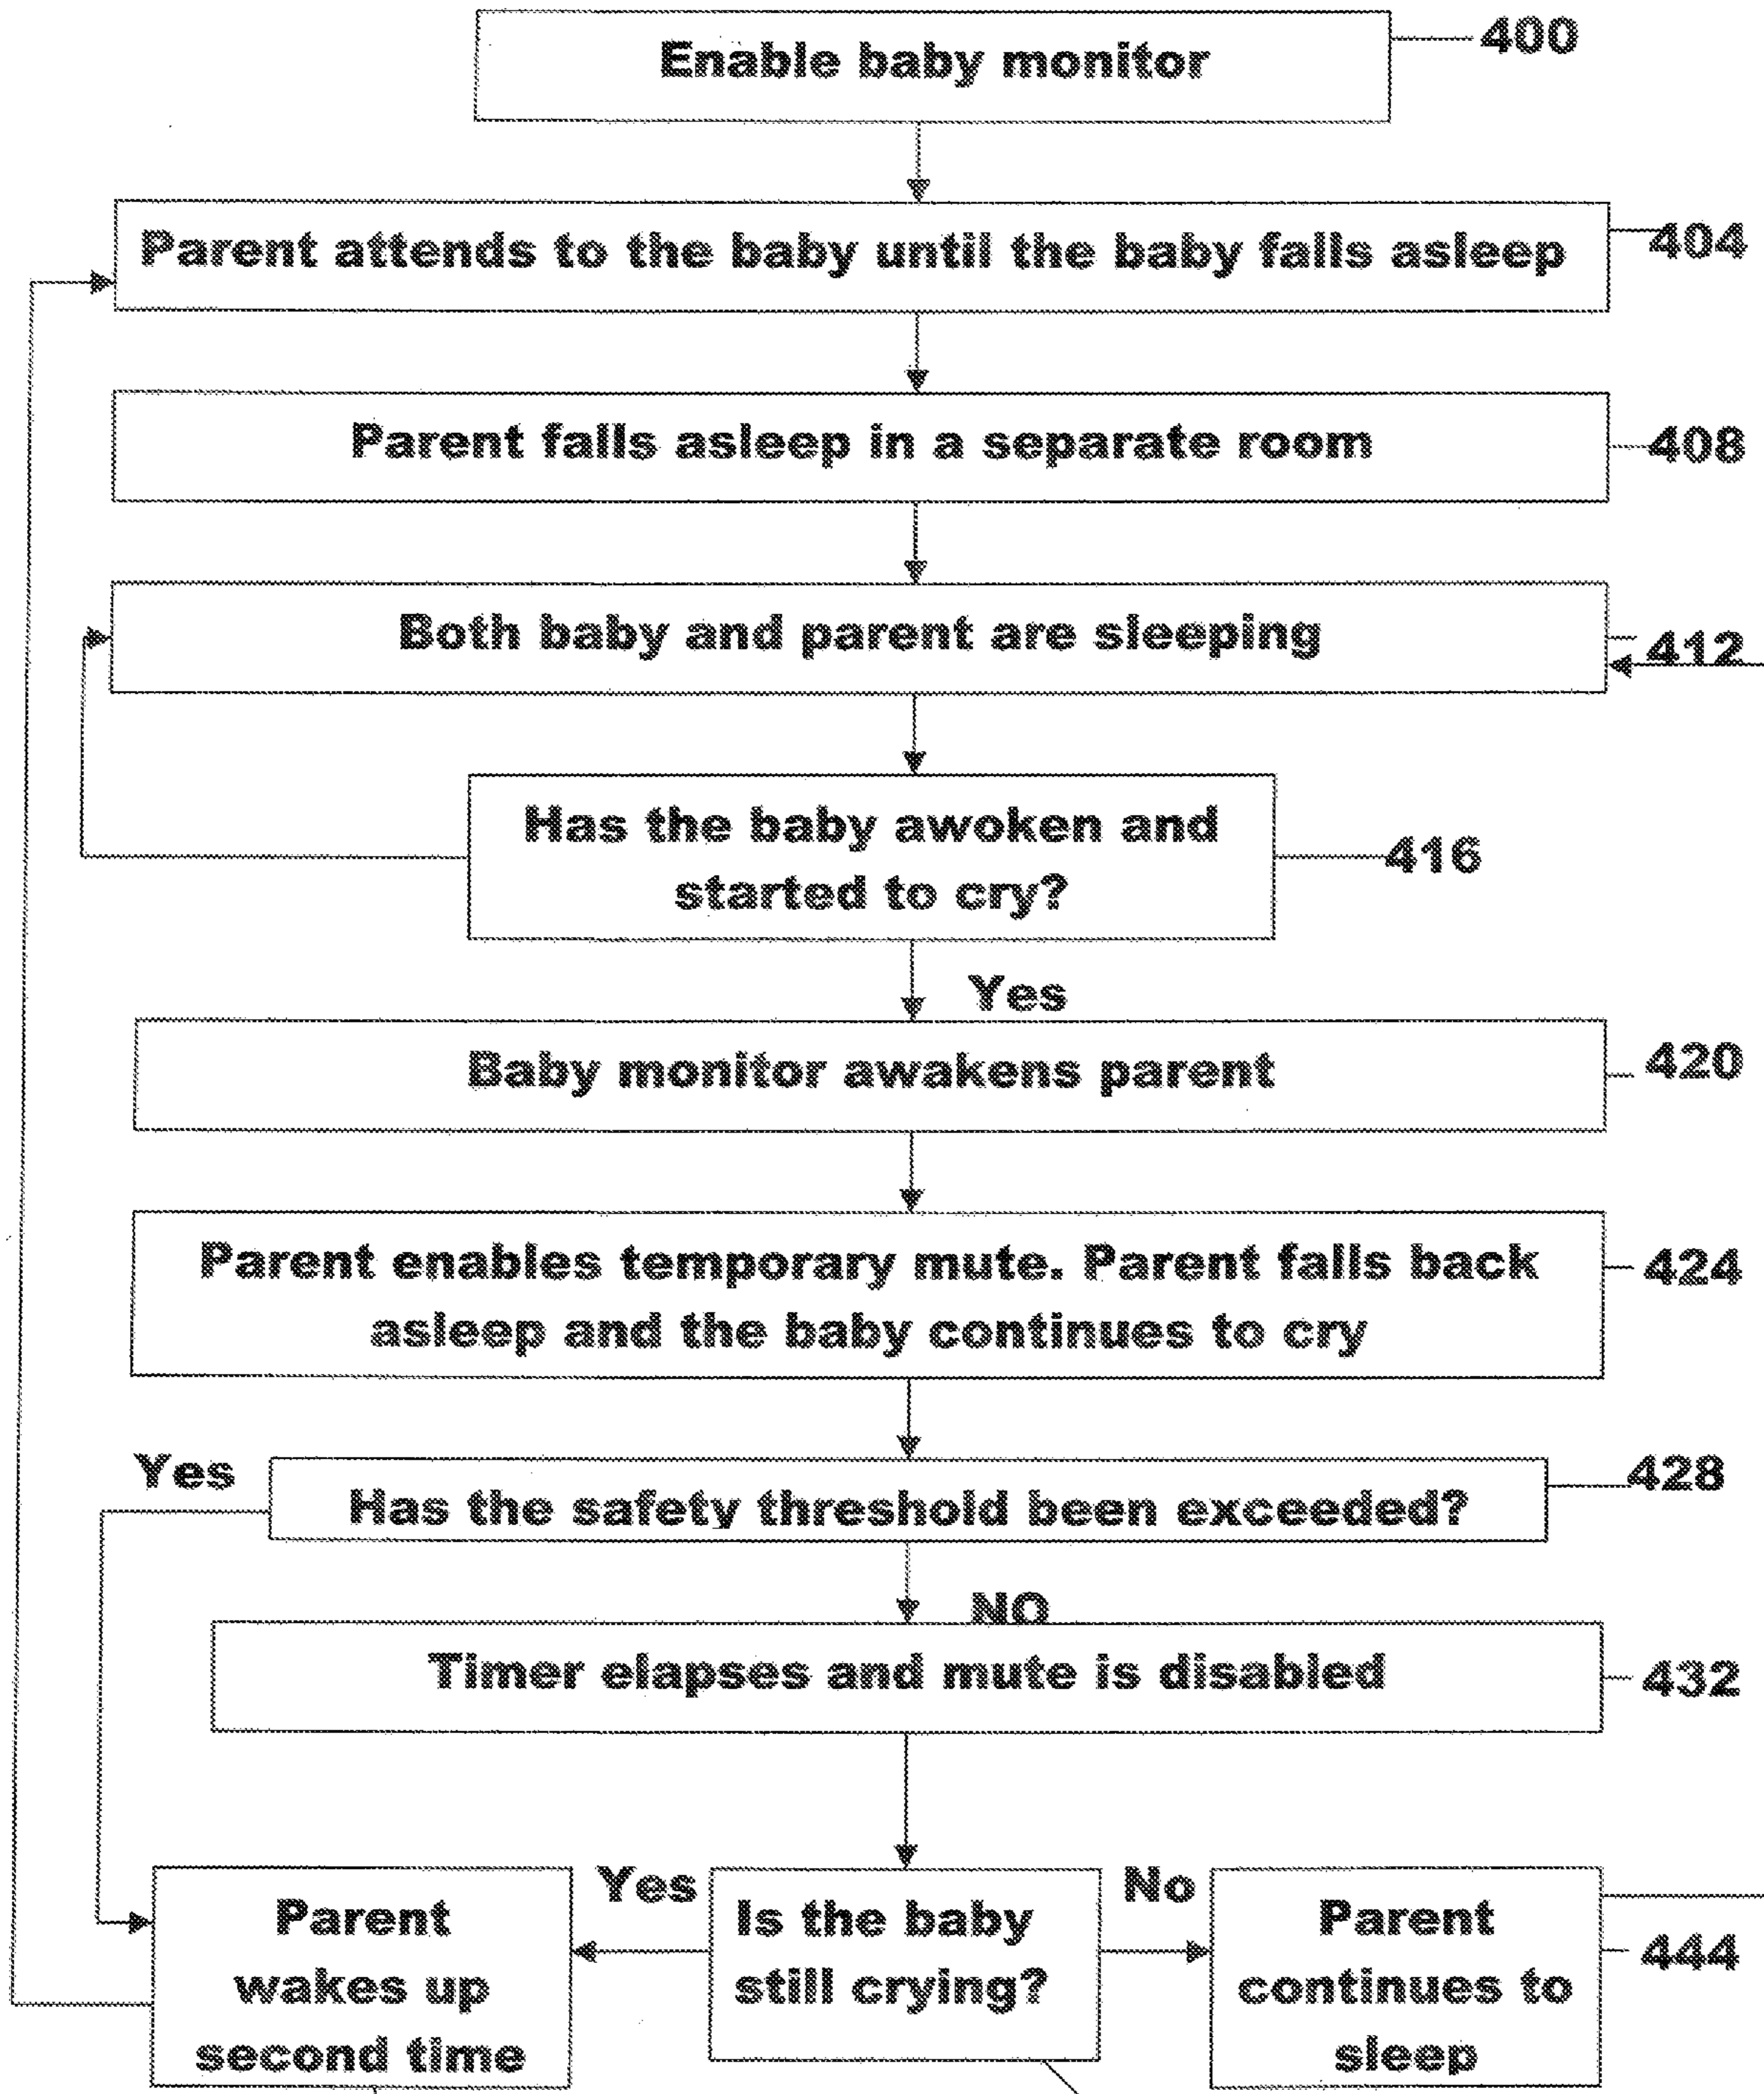 Enable baby monitor
400
Parent attends to the baby until the baby falls asleep
404
Parent falls asleep in a separate room
408
Both baby and parent are sleeping
412
Has the baby awoken and
started to cry?
416
Yes
Baby monitor awakens parent
420
Parent enables temporary mute. Parent falls back
asleep and the baby continues to cry
424
Yes
Has the safety threshold been exceeded?
428
NO
Timer elapses and mute is disabled
432
Parent
wakes up
second time
Yes
Is the baby
still crying?
No
Parent
continues to
sleep
444